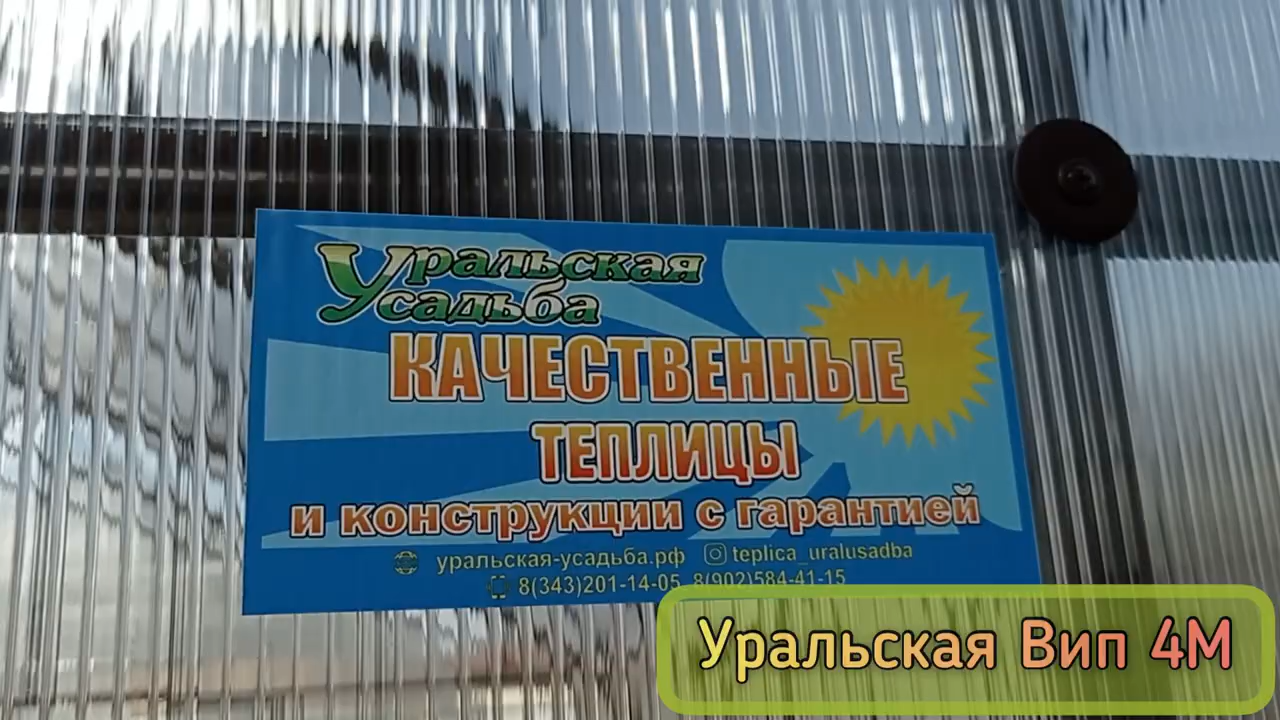 Уральская
Усадьба
КАЧЕСТВЕННЫЕ
ТЕПЛИЦЫ
и конструкции с гарантией
уральская-усадьба.рф teplica_uralusadba
8(343)201-14-05 8(902)584-41-15
Уральская Вип 4М